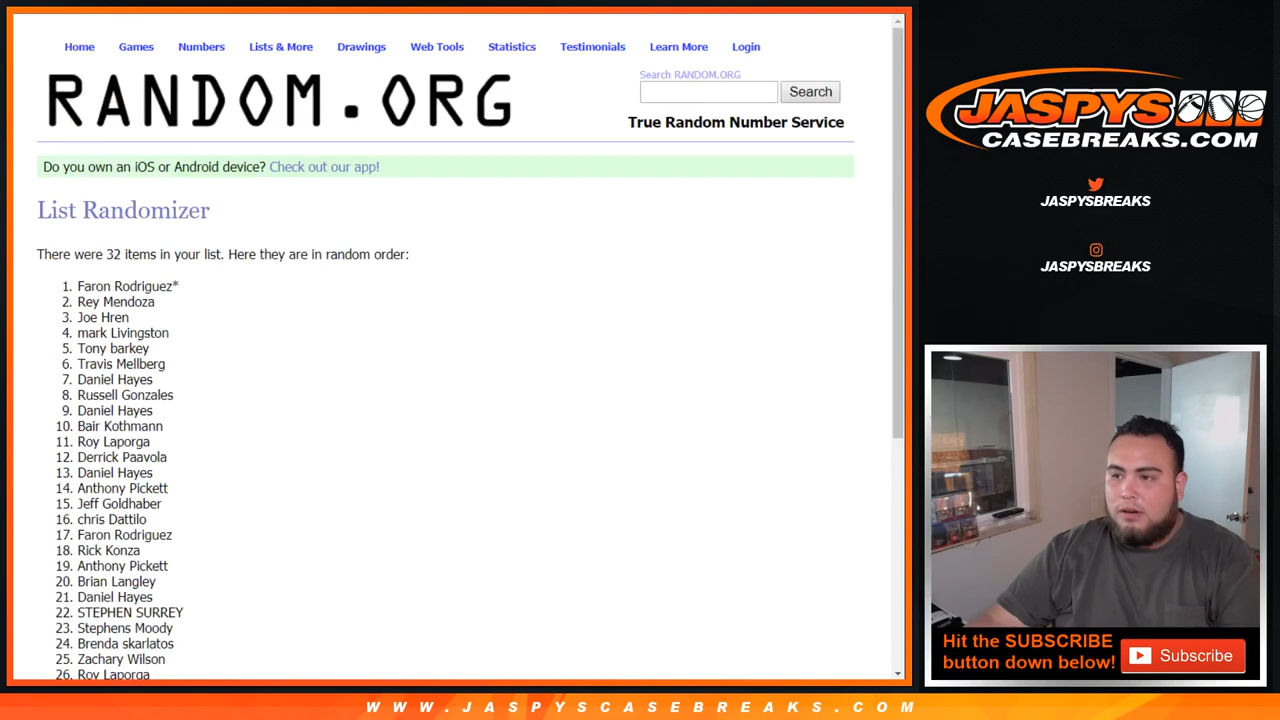 Home Games Numbers Lists & More Drawings Web Tools Statistics Testimonials Learn More Login
RANDOM.ORG
Search RANDOM.ORG
Search
True Random Number Service
Do you own an iOS or Android device? Check out our app!
List Randomizer
There were 32 items in your list. Here they are in random order:
1. Faron Rodriguez*
2. Rey Mendoza
3. Joe Hren
4. mark Livingston
5. Tony barkey
6. Travis Mellberg
7. Daniel Hayes
8. Russell Gonzales
9. Daniel Hayes
10. Bair Kothmann
11. Roy Laporga
12. Derrick Paavola
13. Daniel Hayes
14. Anthony Pickett
15. Jeff Goldhaber
16. chris Dattilo
17. Faron Rodriguez
18. Rick Konza
19. Anthony Pickett
20. Brian Langley
21. Daniel Hayes
22. STEPHEN SURREY
23. Stephens Moody
24. Brenda skarlatos
25. Zachary Wilson
26. Roy Laporga
JASPYS
CASEBREAKS.COM
JASPYSBREAKS
JASPYSBREAKS
Hit the SUBSCRIBE
button down below!
Subscribe
WWW.JASPYSCASEBREAKS.COM